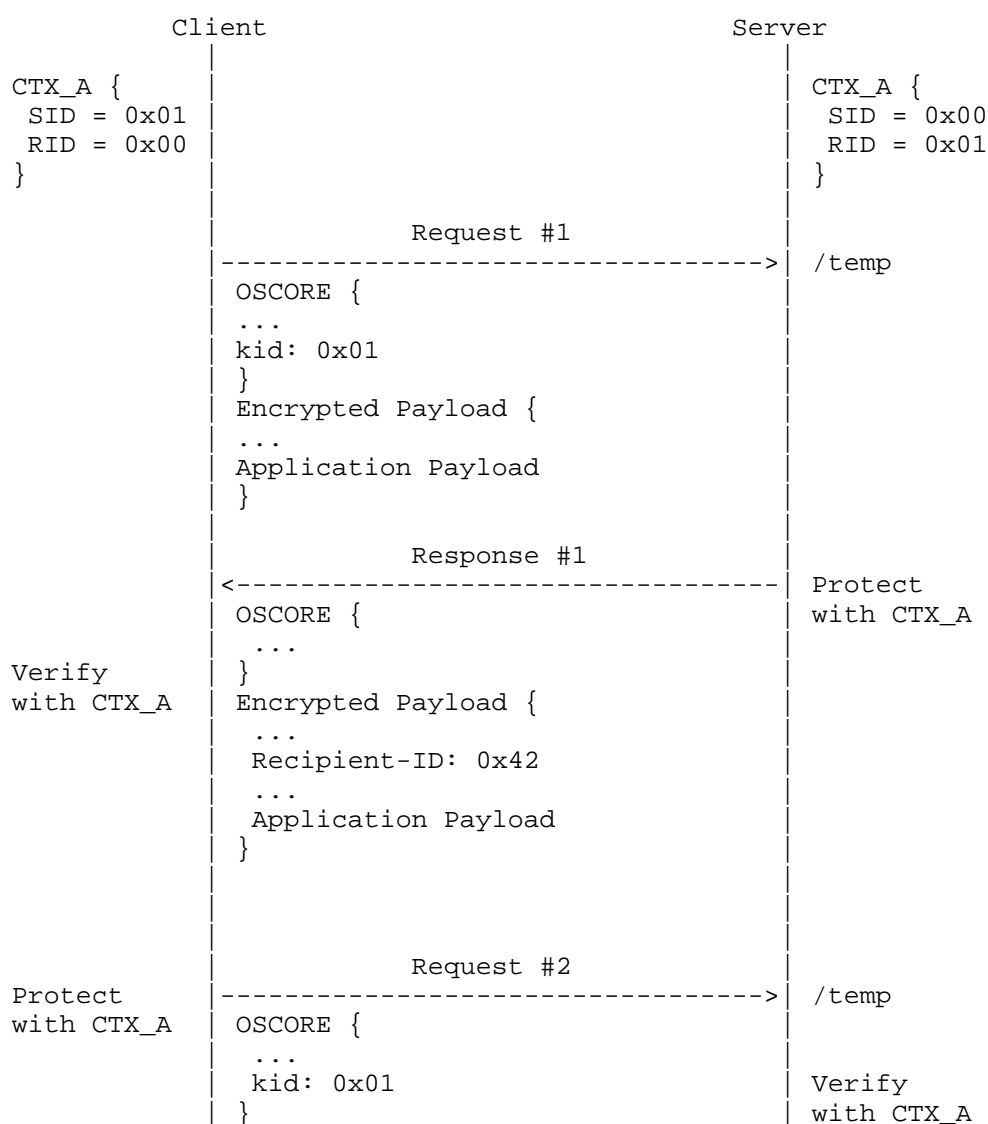 Client                             Server
|                                   |
CTX_A {      |                                   | CTX_A {
 SID = 0x01  |                                   |  SID = 0x00
 RID = 0x00  |                                   |  RID = 0x01
}            |                                   | }
|                                   |
|            Request #1             |
|---------------------------------->| /temp
| OSCORE {                          |
| ...                               |
| kid: 0x01                         |
| }                                 |
| Encrypted Payload {               |
| ...                               |
| Application Payload               |
| }                                 |
|                                   |
|            Response #1            |
|<----------------------------------| Protect
| OSCORE {                          | with CTX_A
|  ...                              |
Verify       | }                                 |
with CTX_A   | Encrypted Payload {               |
|  ...                              |
|  Recipient-ID: 0x42               |
|  ...                              |
|  Application Payload              |
| }                                 |
|                                   |
|                                   |
|                                   |
|            Request #2             |
Protect      |---------------------------------->| /temp
with CTX_A   | OSCORE {                          |
|  ...                              |
|  kid: 0x01                        | Verify
| }                                 | with CTX_A